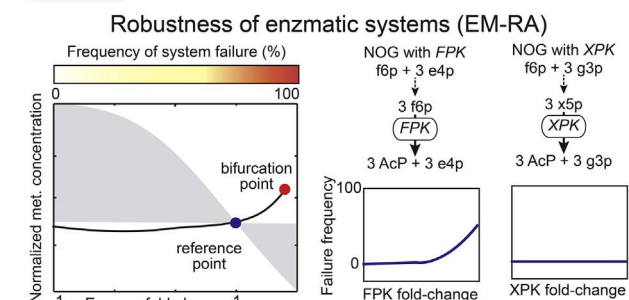 Robustness of enzmatic systems (EM-RA)
Frequency of system failure (%)
0
100
Normalized met. concentration
bifurcation
point
reference
point
1
1
NOG with FPK
f6p + 3 e4p
3 f6p
FPK
3 AcP + 3 e4p
Failure frequency
100
0
FPK fold-change
NOG with XPK
f6p + 3 g3p
3 x5p
XPK
3 AcP + 3 g3p
XPK fold-change